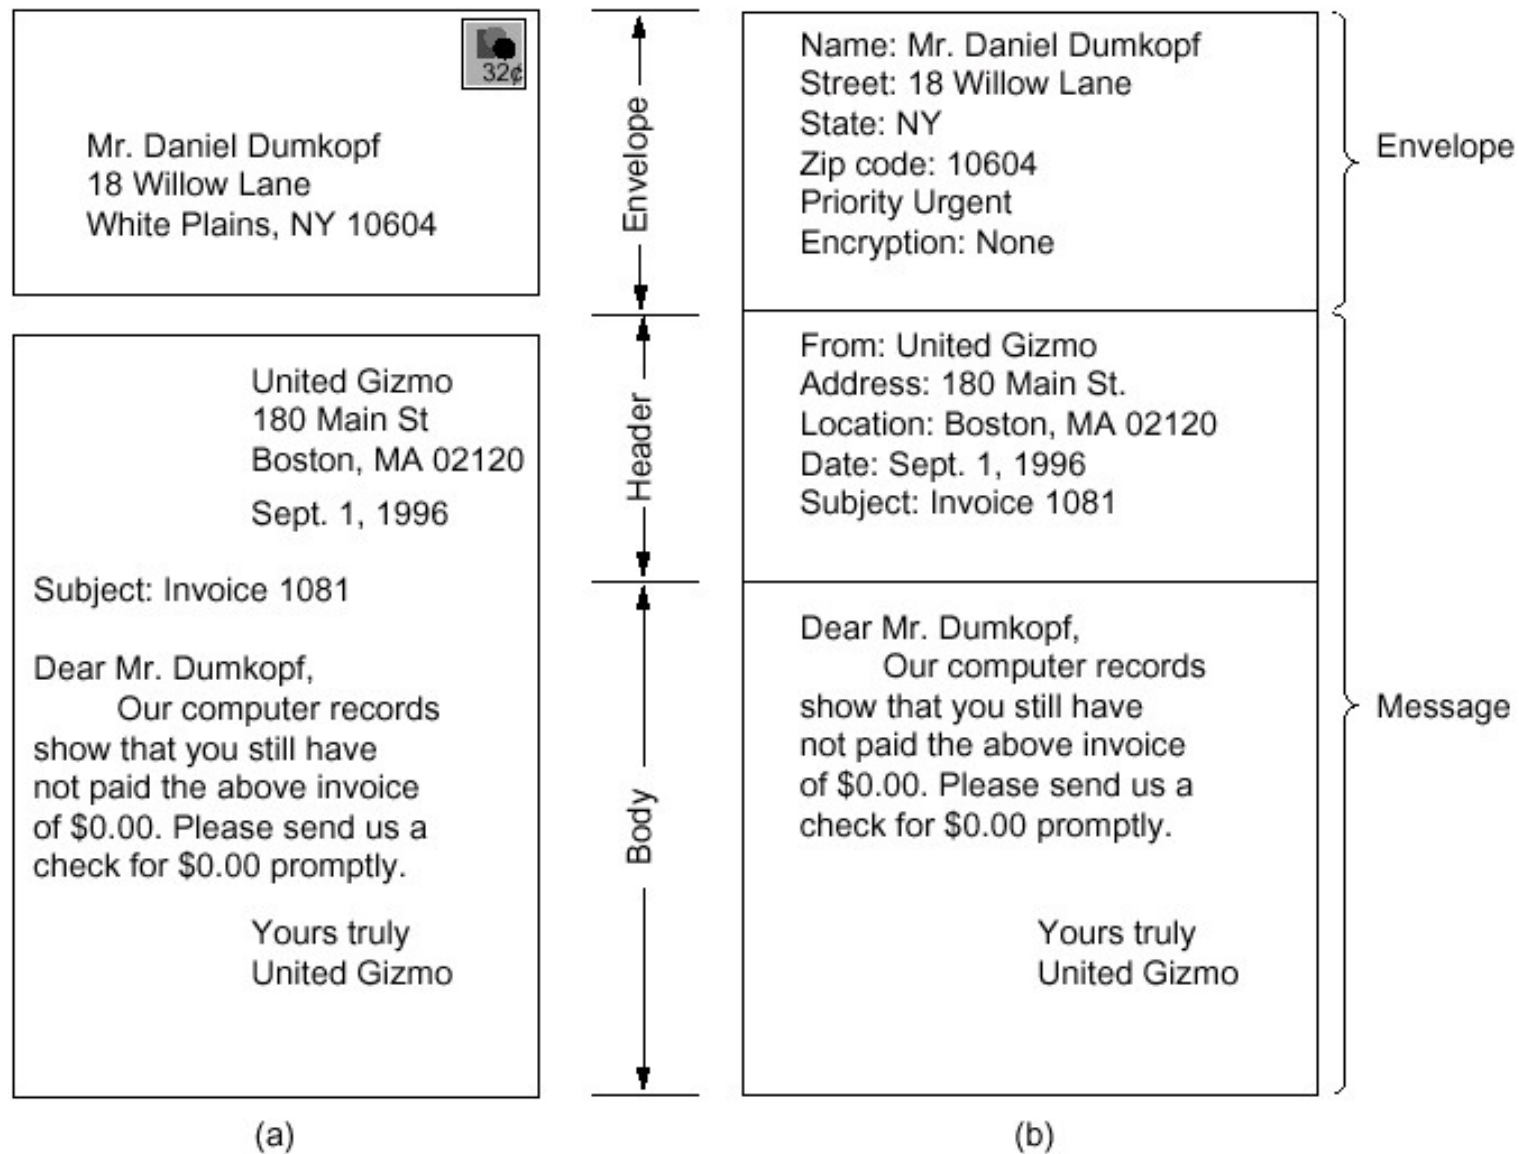 32¢
Mr. Daniel Dumkopf
18 Willow Lane
White Plains, NY 10604
United Gizmo
180 Main St
Boston, MA 02120
Sept. 1, 1996
Subject: Invoice 1081
Dear Mr. Dumkopf,
Our computer records
show that you still have
not paid the above invoice
of $0.00. Please send us a
check for $0.00 promptly.
Yours truly
United Gizmo
(a)
Envelope
Header
Body
Name: Mr. Daniel Dumkopf
Street: 18 Willow Lane
State: NY
Zip code: 10604
Priority Urgent
Encryption: None
From: United Gizmo
Address: 180 Main St.
Location: Boston, MA 02120
Date: Sept. 1, 1996
Subject: Invoice 1081
Dear Mr. Dumkopf,
Our computer records
show that you still have
not paid the above invoice
of $0.00. Please send us a
check for $0.00 promptly.
Yours truly
United Gizmo
(b)
Envelope
Message